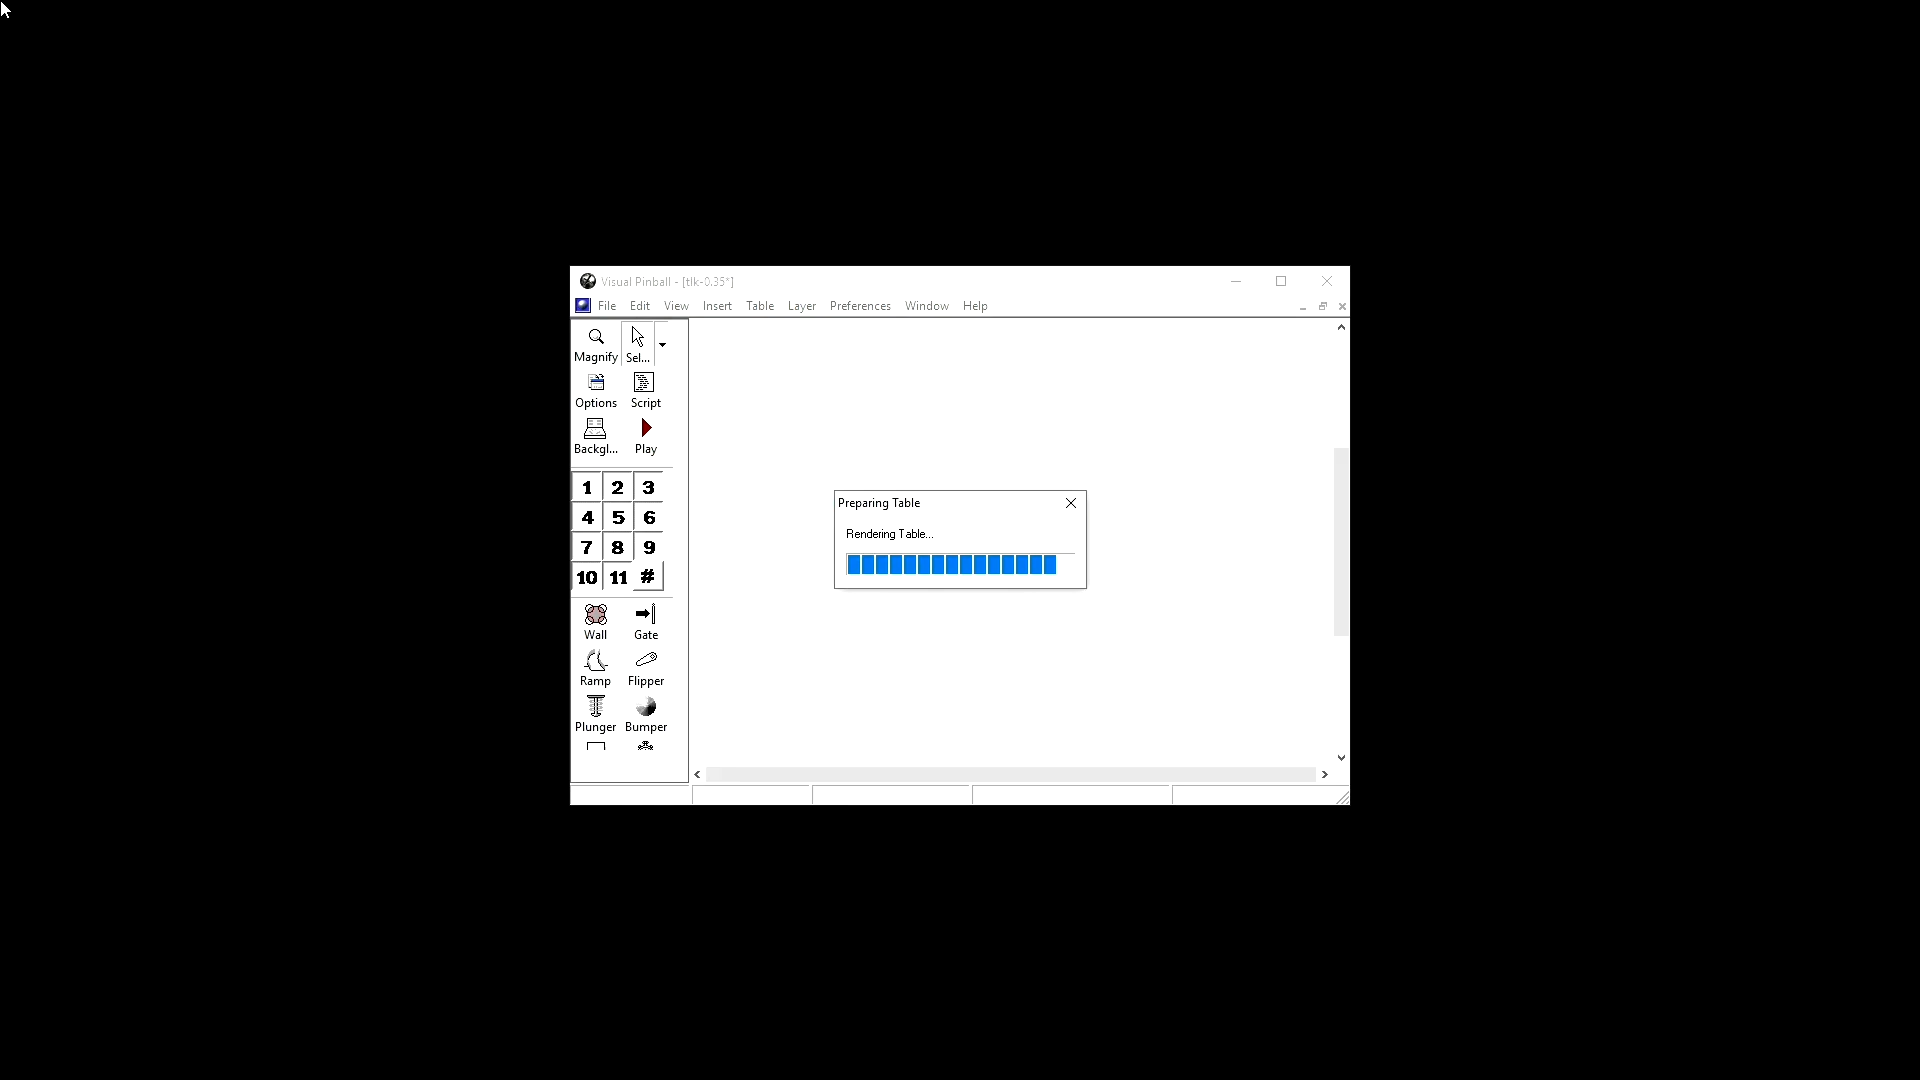 Visual Pinball - [tlk-0.35*]
File Edit View Insert Table Layer Preferences Window Help
Magnify Sel...
Options Script
Backgl... Play
1 2 3
4 5 6
7 8 9
10 11 #
Wall Gate
Ramp Flipper
Plunger Bumper
Preparing Table
Rendering Table...